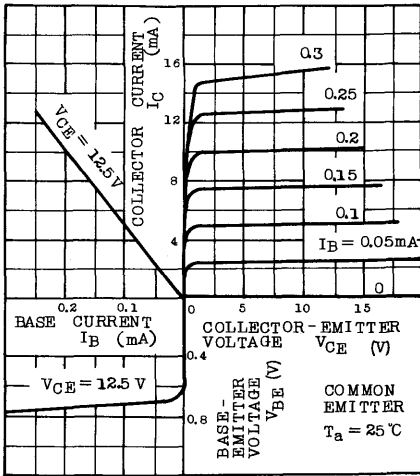 COLLECTOR CURRENT
I_C (mA)
16
12
8
4
0.3
0.25
0.2
0.15
0.1
I_B = 0.05mA
0
V_CE = 12.5 V
0.2 0.1 0
0 5 10 15
BASE CURRENT
I_B (mA)
COLLECTOR-EMITTER
VOLTAGE V_CE (V)
0.4
0.8
V_CE = 12.5 V
BASE-
EMITTER
VOLTAGE
V_BE (V)
COMMON
EMITTER
T_a = 25℃